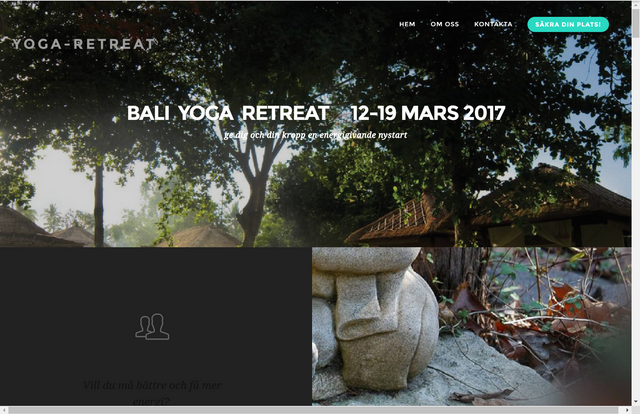 HEM OM OSS KONTAKTA SÄKRA DIN PLATS!
YOGA-RETREAT
BALI YOGA RETREAT 12-19 MARS 2017
ge dig och din kropp en energigivande nystart
Vill du må bättre och få mer
energi?